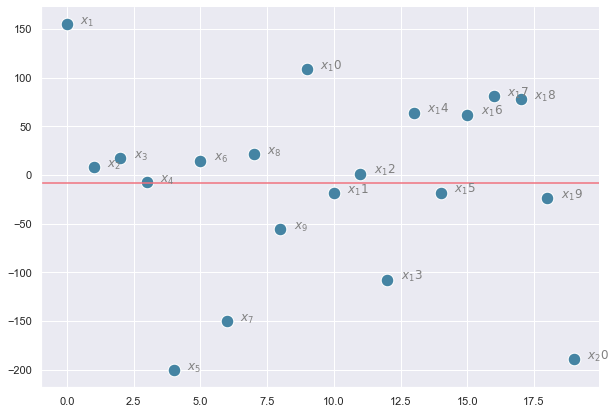 150
100
50
0
−50
−100
−150
−200
0.0 2.5 5.0 7.5 10.0 12.5 15.0 17.5
x₁
x₂
x₃
x₄
x₅
x₆
x₇
x₈
x₉
x₁0
x₁1
x₁2
x₁3
x₁4
x₁5
x₁6
x₁7
x₁8
x₁9
x₂0